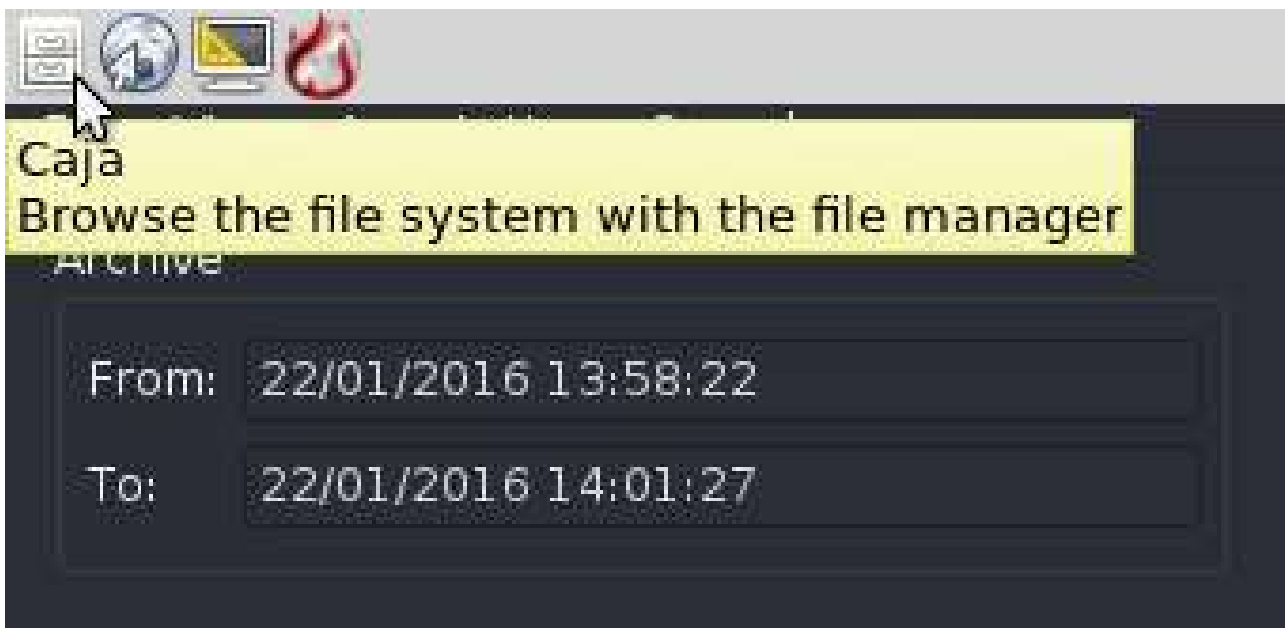 Caja
Browse the file system with the file manager
Archive
From: 22/01/2016 13:58:22
To: 22/01/2016 14:01:27